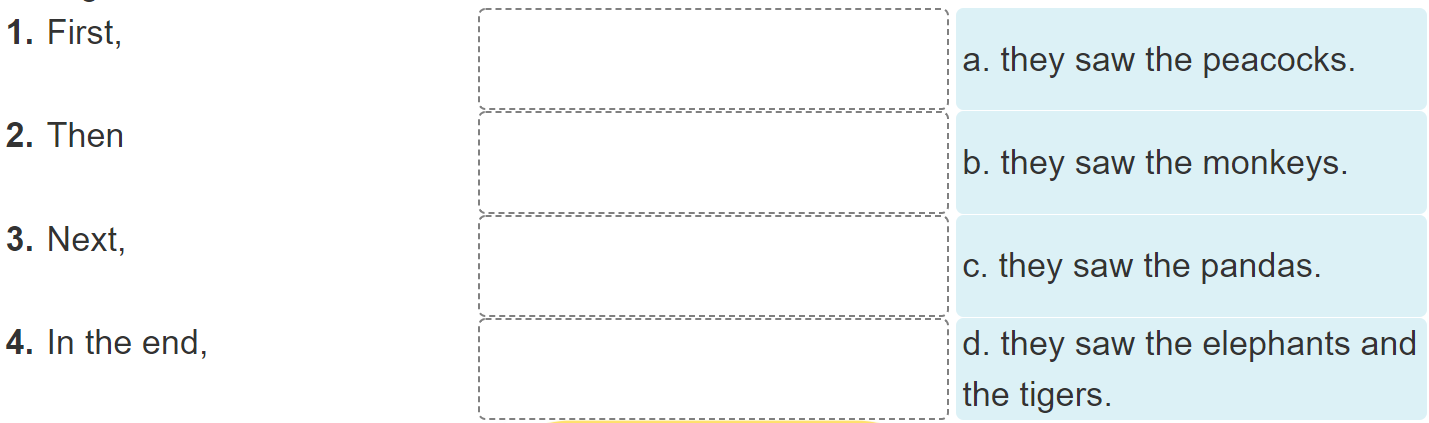 1. First,
a. they saw the peacocks.
2. Then
b. they saw the monkeys.
3. Next,
c. they saw the pandas.
4. In the end,
d. they saw the elephants and
the tigers.